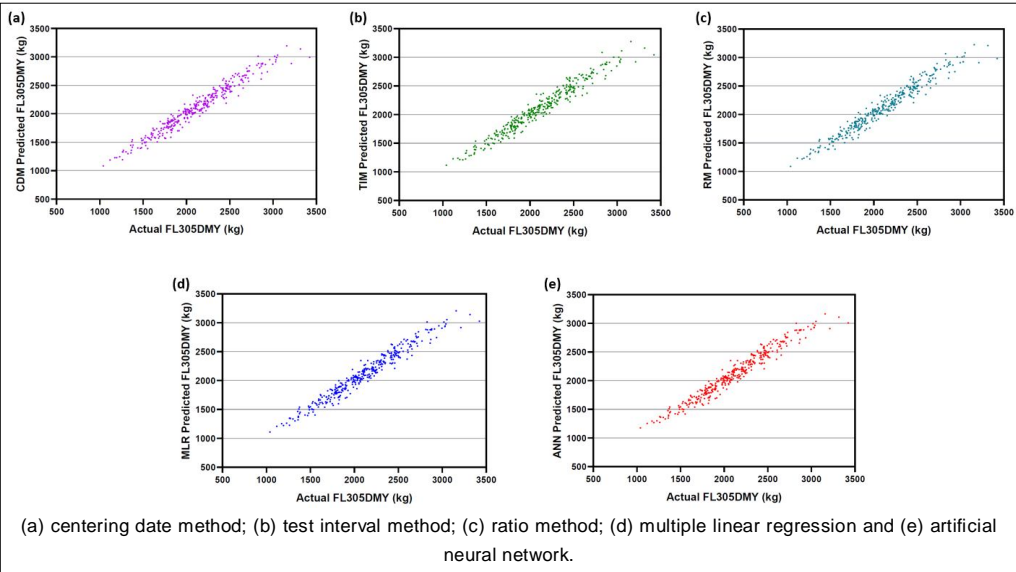 (a)
CDM Predicted FL305DMY (kg)
3500
3000
2500
2000
1500
1000
500
500 1000 1500 2000 2500 3000 3500
Actual FL305DMY (kg)
(b)
TIM Predicted FL305DMY (kg)
3500
3000
2500
2000
1500
1000
500
500 1000 1500 2000 2500 3000 3500
Actual FL305DMY (kg)
(c)
RM Predicted FL305DMY (kg)
3500
3000
2500
2000
1500
1000
500
500 1000 1500 2000 2500 3000 3500
Actual FL305DMY (kg)
(d)
MLR Predicted FL305DMY (kg)
3500
3000
2500
2000
1500
1000
500
500 1000 1500 2000 2500 3000 3500
Actual FL305DMY (kg)
(e)
ANN Predicted FL305DMY (kg)
3500
3000
2500
2000
1500
1000
500
500 1000 1500 2000 2500 3000 3500
Actual FL305DMY (kg)
(a) centering date method; (b) test interval method; (c) ratio method; (d) multiple linear regression and (e) artificial
neural network.